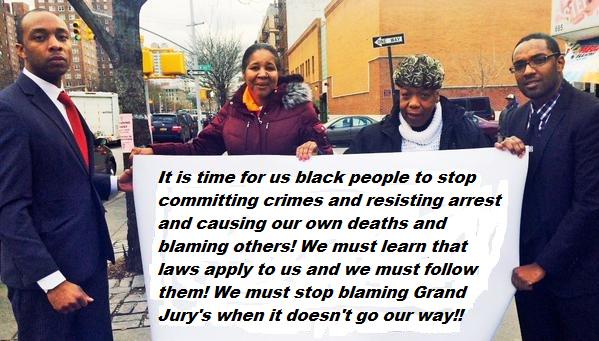 ONE WAY
It is time for us black people to stop
committing crimes and resisting arrest
and causing our own deaths and
blaming others! We must learn that
laws apply to us and we must follow
them! We must stop blaming Grand
Jury's when it doesn't go our way!!